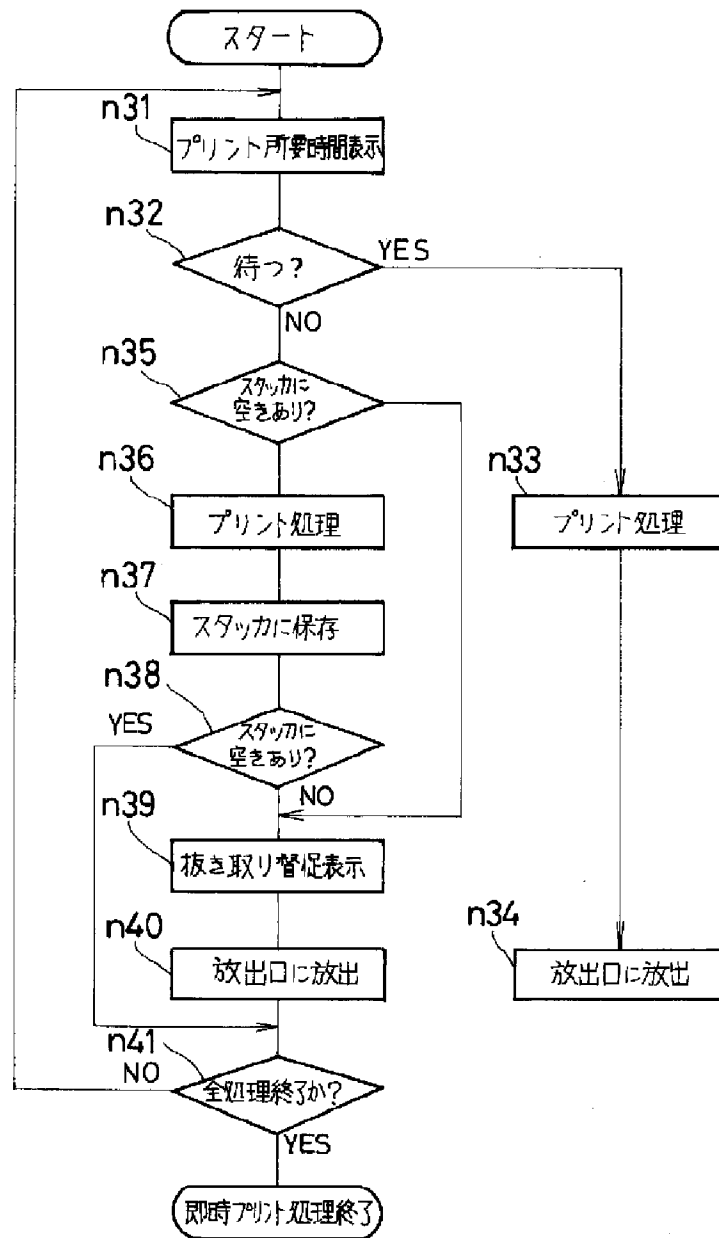 スタート
n31
プリント所要時間表示
n32
待つ?
YES
NO
n35
スタッカに
空きあり?
n36
プリント処理
n33
プリント処理
n37
スタッカに保存
n38
YES
スタッカに
空きあり?
NO
n39
抜き取り督促表示
n40
放出口に放出
n34
放出口に放出
n41
NO
全処理終了か?
YES
即時プリント処理終了